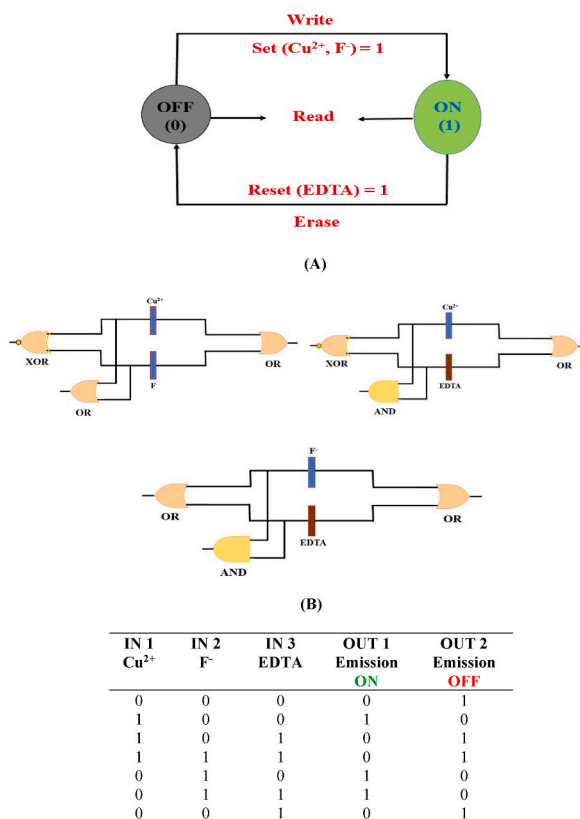 Write
Set (Cu²⁺, F⁻) = 1
OFF
(0)
Read
ON
(1)
Reset (EDTA) = 1
Erase
(A)
Cu²⁺
XOR
OR
F⁻
OR
Cu²⁺
XOR
OR
EDTA
AND
F⁻
OR
OR
EDTA
AND
(B)
IN 1 IN 2 IN 3 OUT 1 OUT 2
Cu²⁺ F⁻ EDTA Emission Emission
ON OFF
0 0 0 0 1
1 0 0 1 0
1 0 1 0 1
1 1 1 0 1
0 1 0 1 0
0 1 1 1 0
0 0 1 0 1